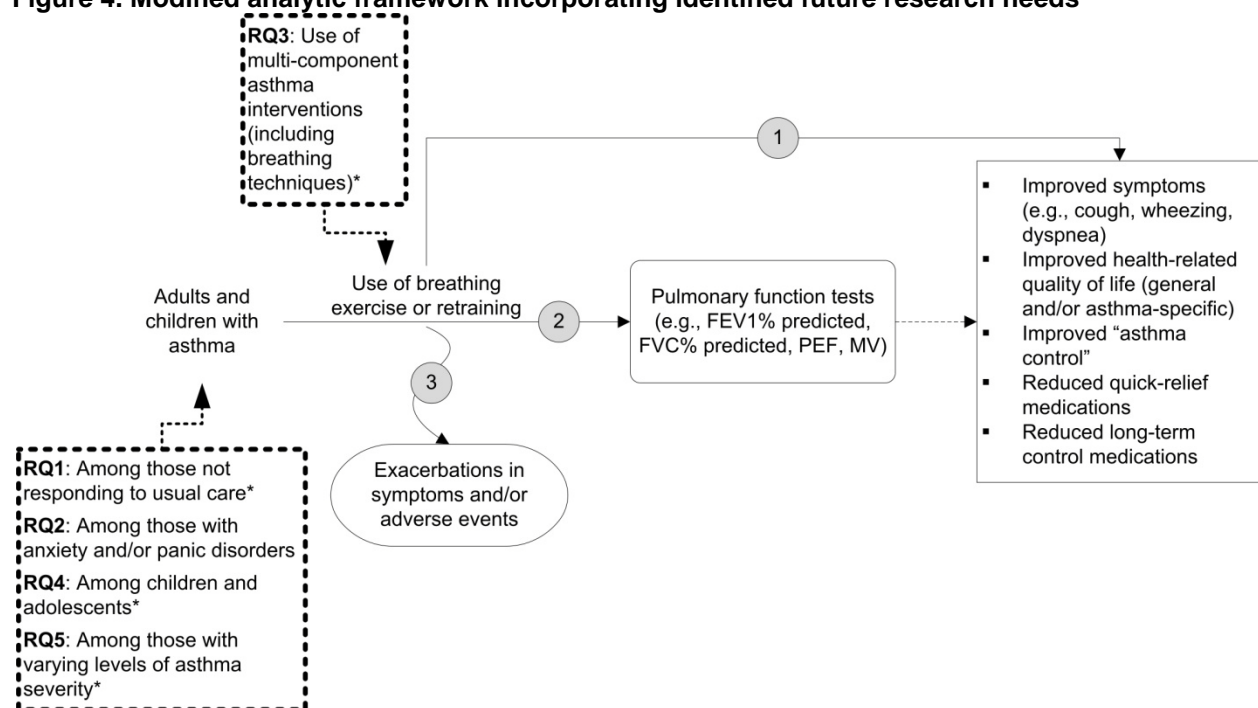 Figure 4. Modified analytic framework incorporating identified future research needs
RQ3: Use of
multi-component
asthma
interventions
(including
breathing
techniques)*
1
Improved symptoms
(e.g., cough, wheezing,
dyspnea)
Improved health-related
quality of life (general
and/or asthma-specific)
Improved “asthma
control”
Reduced quick-relief
medications
Reduced long-term
control medications
Adults and
children with
asthma
Use of breathing
exercise or retraining
2
Pulmonary function tests
(e.g., FEV1% predicted,
FVC% predicted, PEF, MV)
3
Exacerbations in
symptoms and/or
adverse events
RQ1: Among those not
responding to usual care*
RQ2: Among those with
anxiety and/or panic disorders
RQ4: Among children and
adolescents*
RQ5: Among those with
varying levels of asthma
severity*